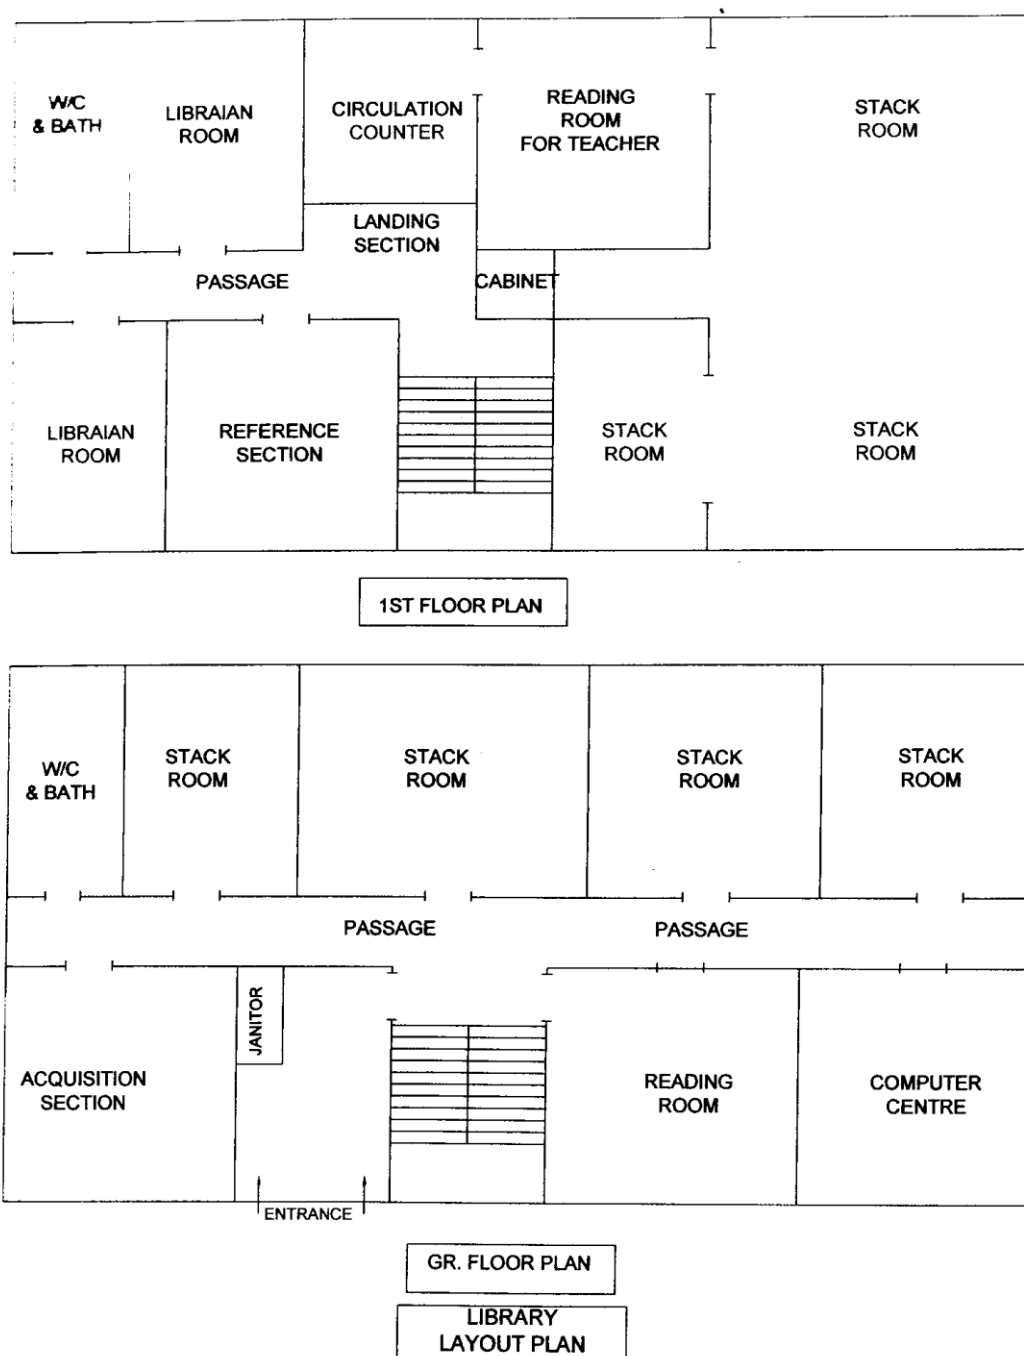 W/C
& BATH
LIBRAIAN
ROOM
CIRCULATION
COUNTER
READING
ROOM
FOR TEACHER
STACK
ROOM
LANDING
SECTION
PASSAGE
CABINET
LIBRAIAN
ROOM
REFERENCE
SECTION
STACK
ROOM
STACK
ROOM
1ST FLOOR PLAN
W/C
& BATH
STACK
ROOM
STACK
ROOM
STACK
ROOM
STACK
ROOM
PASSAGE
PASSAGE
JANITOR
ACQUISITION
SECTION
READING
ROOM
COMPUTER
CENTRE
ENTRANCE
GR. FLOOR PLAN
LIBRARY
LAYOUT PLAN